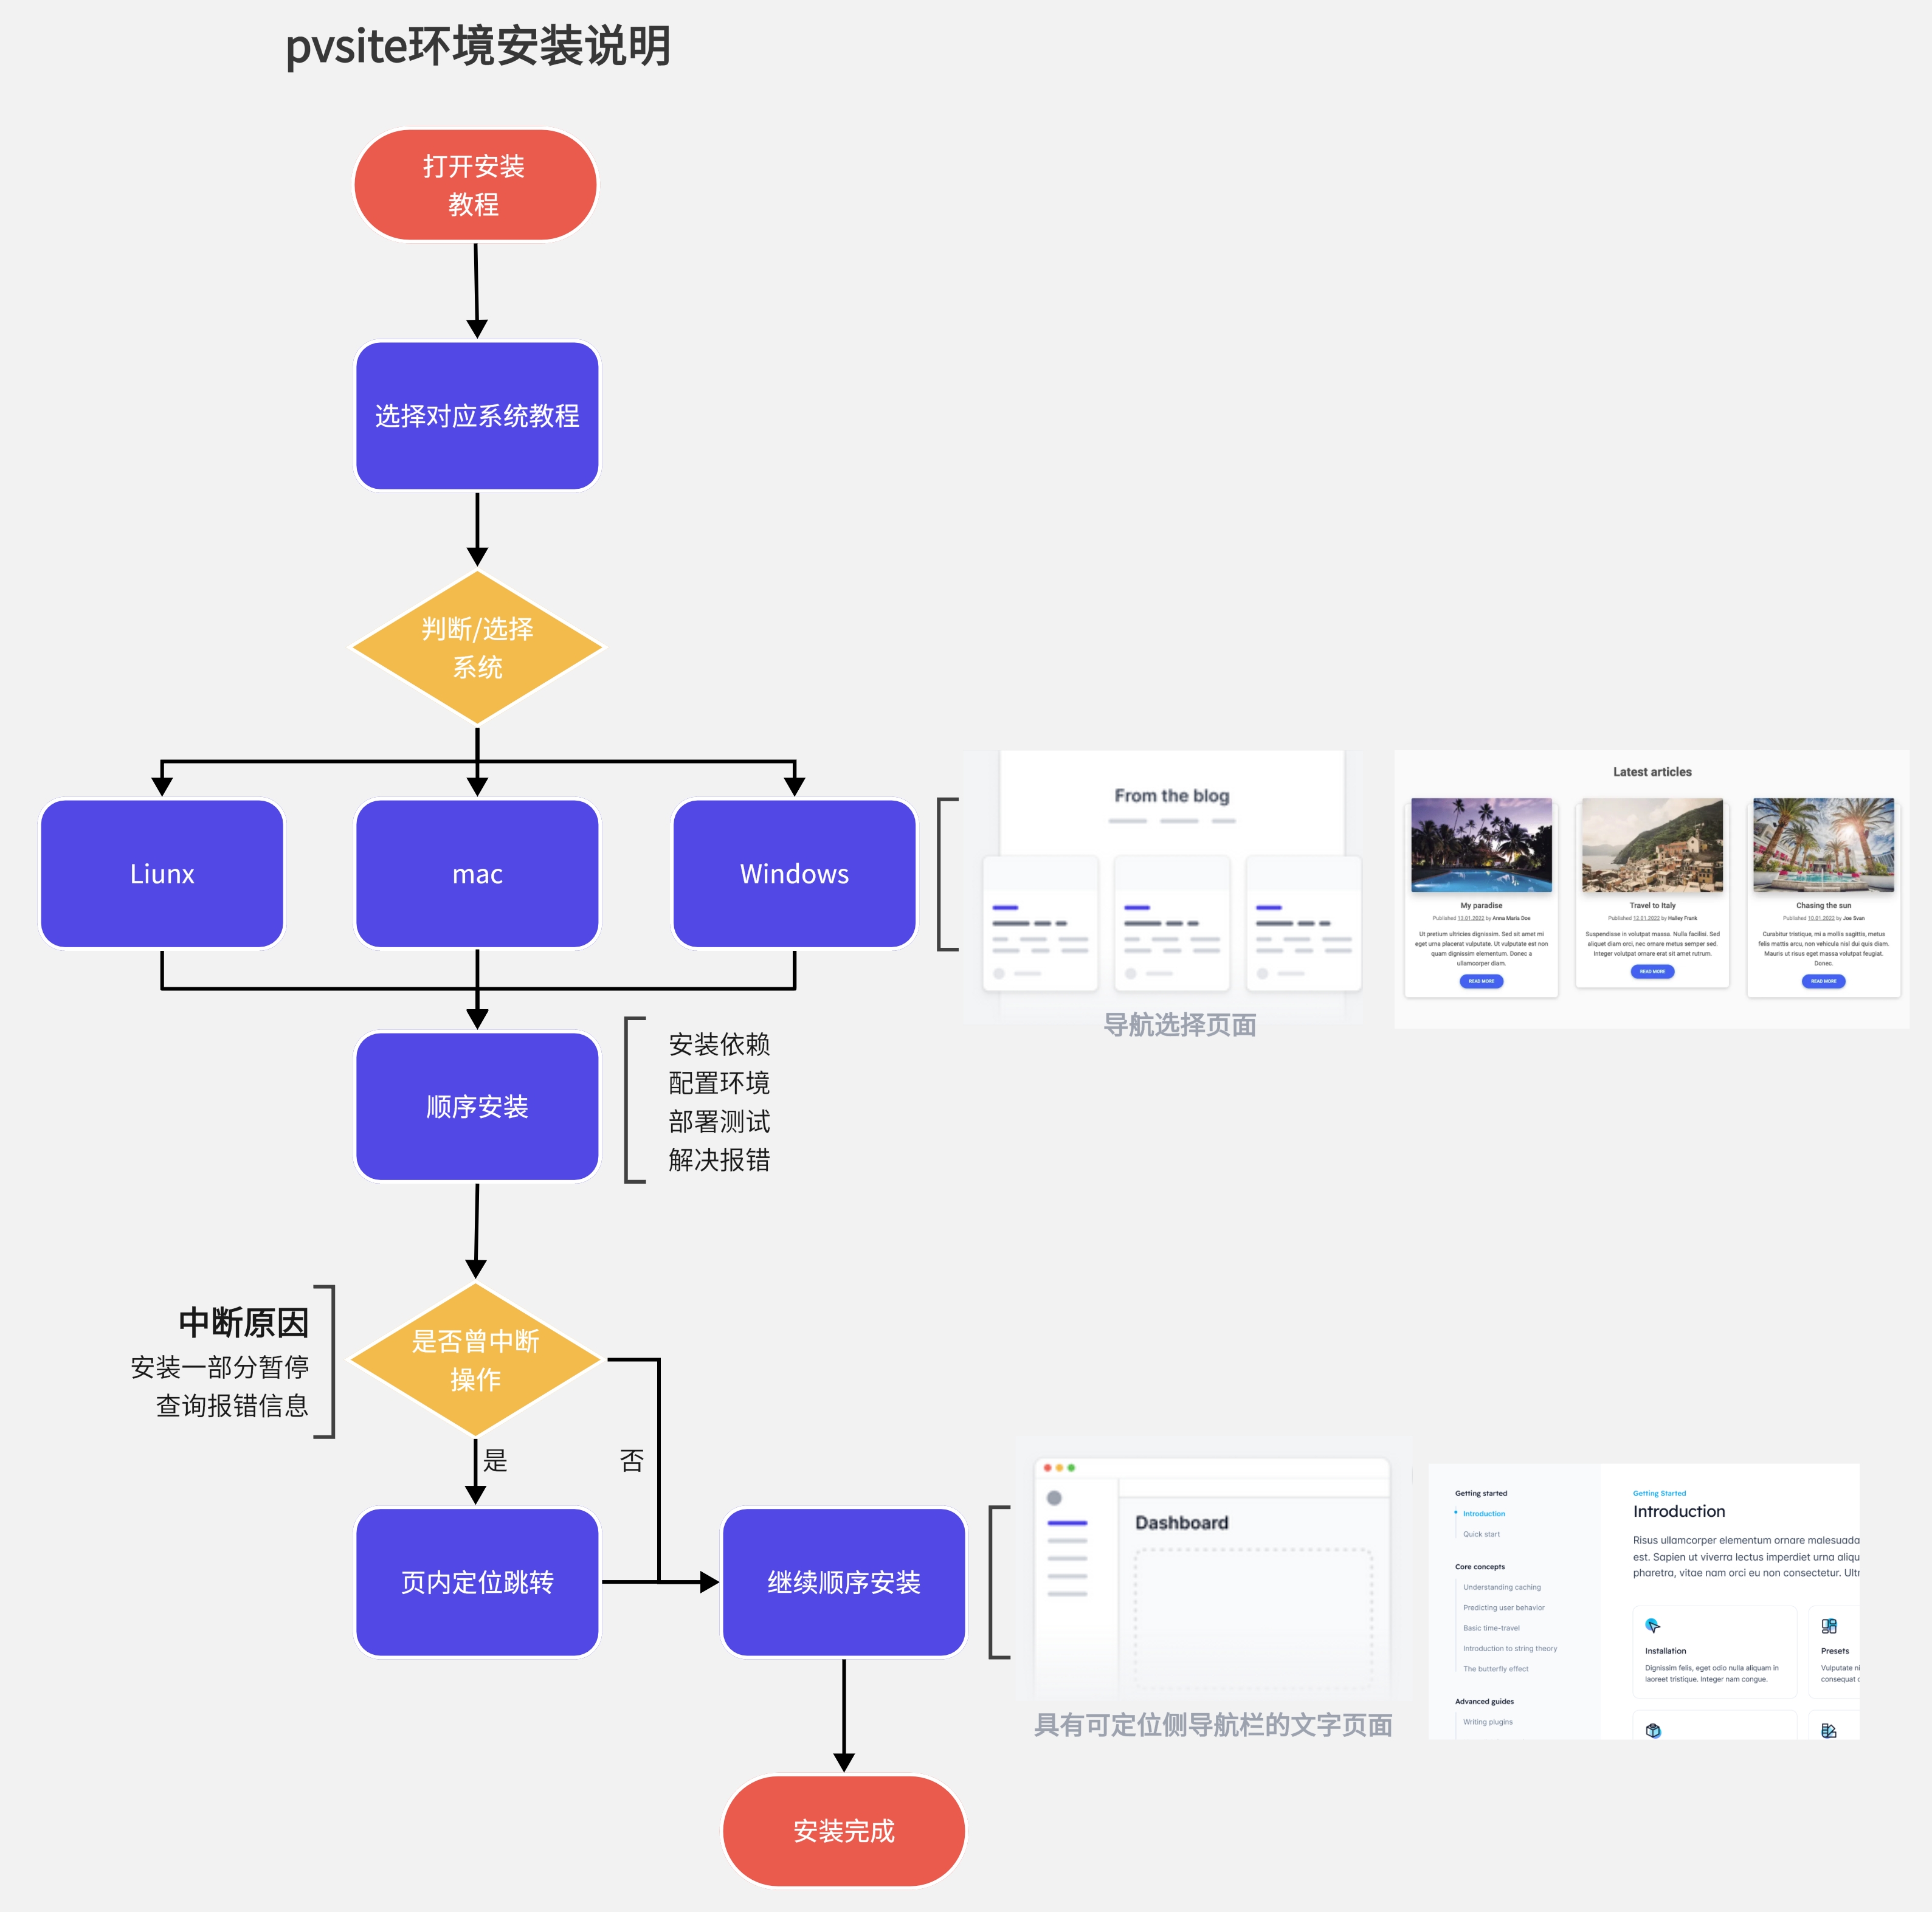 pvsite环境安装说明
打开安装
教程
选择对应系统教程
判断/选择
系统
Liunx
mac
Windows
From the blog
导航选择页面
Latest articles
My paradise
Published 13.01.2022 by Anna Maria Doe
Ut pretium ultricies dignissim. Sed sit amet mi
eget urna placerat vulputate. Ut vulputate est non
quam dignissim elementum. Donec a
ullamcorper diam.
READ MORE
Travel to Italy
Published 12.01.2022 by Halley Frank
Suspendisse in volutpat massa. Nulla facilisi. Sed
aliquet diam orci, nec ornare metus semper sed.
Integer volutpat ornare erat sit amet rutrum.
READ MORE
Chasing the sun
Published 10.01.2022 by Joe Svan
Curabitur tristique, mi a mollis sagittis, metus
felis mattis arcu, non vehicula nisl dui quis diam.
Mauris ut risus eget massa volutpat feugiat.
Donec.
READ MORE
顺序安装
安装依赖
配置环境
部署测试
解决报错
中断原因
安装一部分暂停
查询报错信息
是否曾中断
操作
是
否
页内定位跳转
继续顺序安装
Dashboard
具有可定位侧导航栏的文字页面
Getting started
Introduction
Quick start
Core concepts
Understanding caching
Predicting user behavior
Basic time-travel
Introduction to string theory
The butterfly effect
Advanced guides
Writing plugins
Getting Started
Introduction
Risus ullamcorper elementum ornare malesuada
est. Sapien ut viverra lectus imperdiet urna aliqu
pharetra, vitae nam orci eu non consectetur. Ult
Installation
Dignissim felis, eget odio nulla aliquam in
laoreet tristique. Integer nam congue.
Presets
Vulputate ni
consequat
安装完成